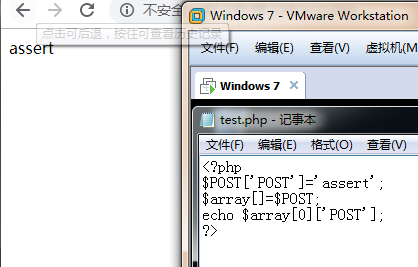 不安全
点击可后退，按住可查看历史记录
assert
Windows 7 - VMware Workstation
文件(F) 编辑(E) 查看(V) 虚拟机(M
Windows 7
test.php - 记事本
文件(F) 编辑(E) 格式(O) 查看(V)
<?php
$POST['POST']='assert';
$array[]=$POST;
echo $array[0]['POST'];
?>